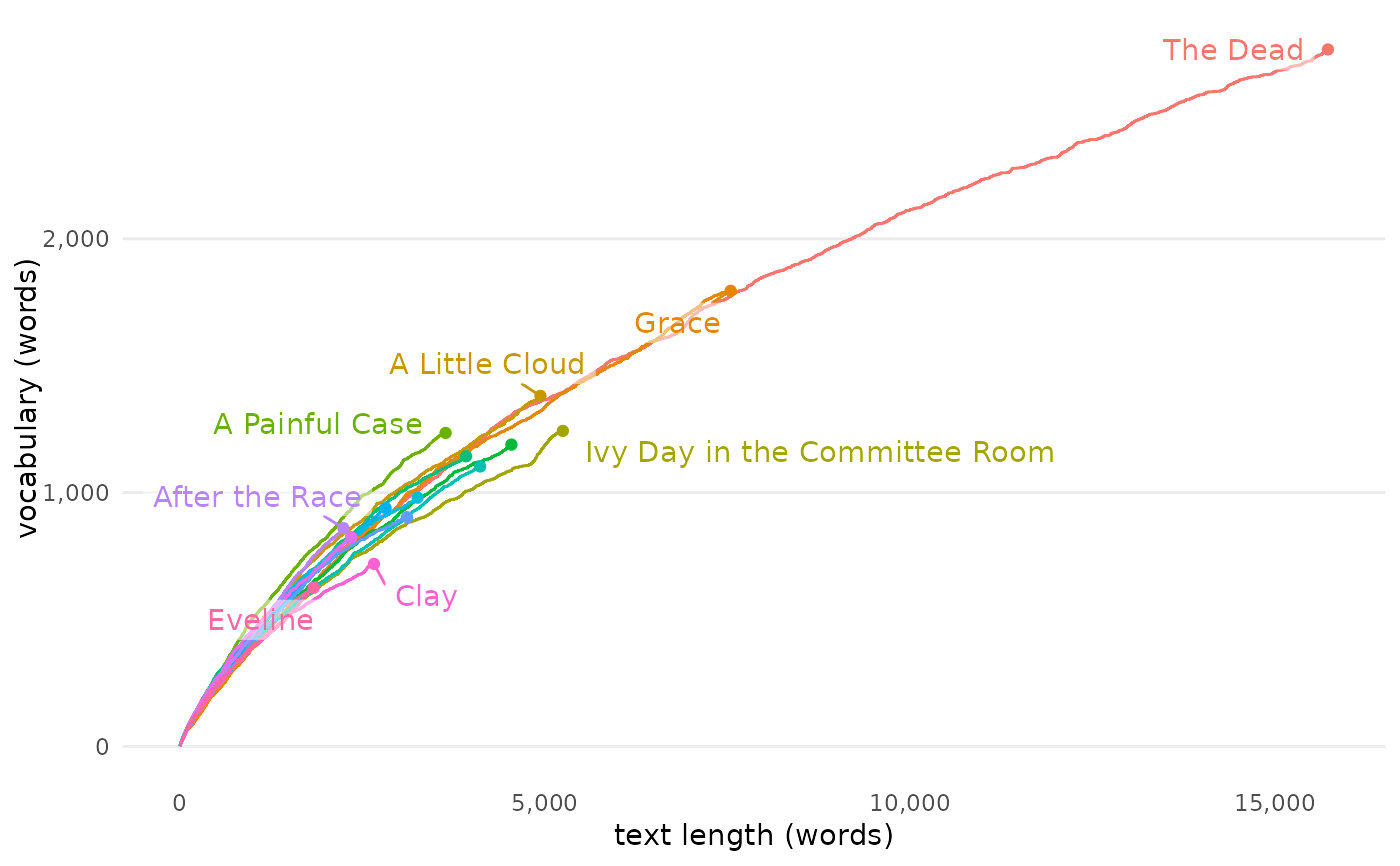 The Dead
2,000
Grace
A Little Cloud
A Painful Case
Ivy Day in the Committee Room
1,000
After the Race
Clay
Eveline
0
vocabulary (words)
0
5,000
10,000
15,000
text length (words)